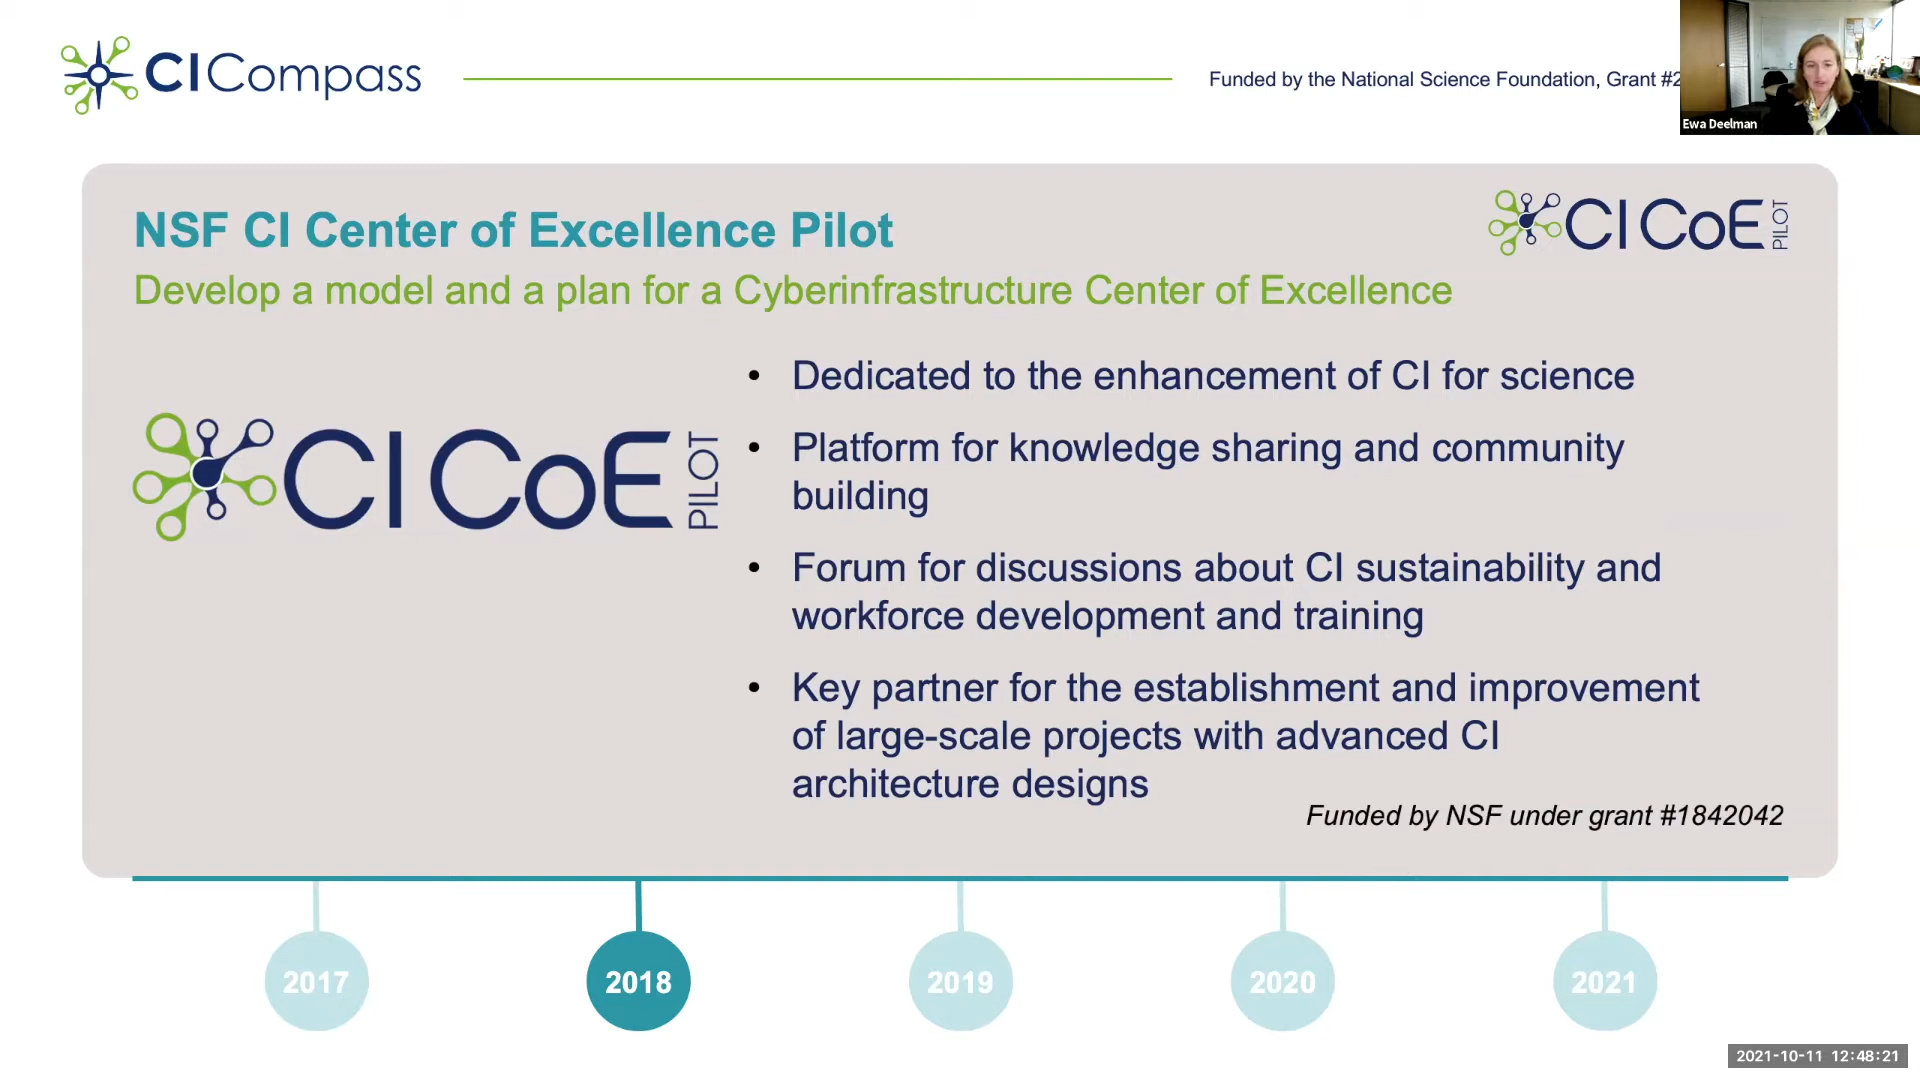 CI Compass
Funded by the National Science Foundation, Grant #2
Ewa Deelman
NSF CI Center of Excellence Pilot
CI CoE PILOT
Develop a model and a plan for a Cyberinfrastructure Center of Excellence
CI CoE PILOT
• Dedicated to the enhancement of CI for science
• Platform for knowledge sharing and community
building
• Forum for discussions about CI sustainability and
workforce development and training
• Key partner for the establishment and improvement
of large-scale projects with advanced CI
architecture designs
Funded by NSF under grant #1842042
2017
2018
2019
2020
2021
2021-10-11 12:48:21